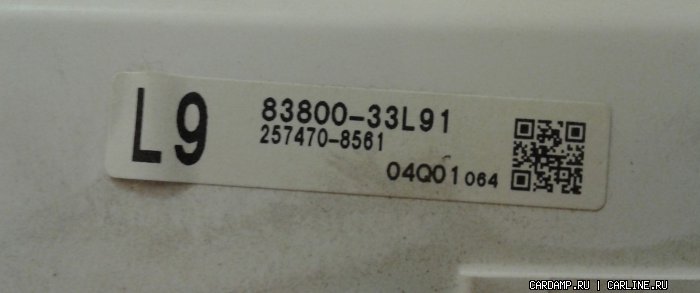 L9
83800-33L91
257470-8561
04Q01 064
CARDAMP.RU | CARLINE.RU